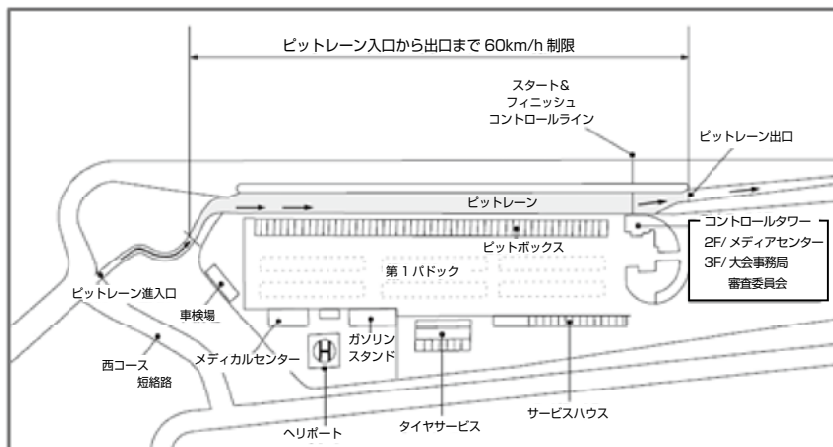 ピットレーン入口から出口まで 60km/h 制限
スタート&
フィニッシュ
コントロールライン
ピットレーン出口
ピットレーン
コントロールタワー
2F/ メディアセンター
3F/ 大会事務局
審査委員会
ピットボックス
第1パドック
ピットレーン進入口
車検場
メディカルセンター
ガソリン
スタンド
西コース
短絡路
H
ヘリポート
タイヤサービス
サービスハウス